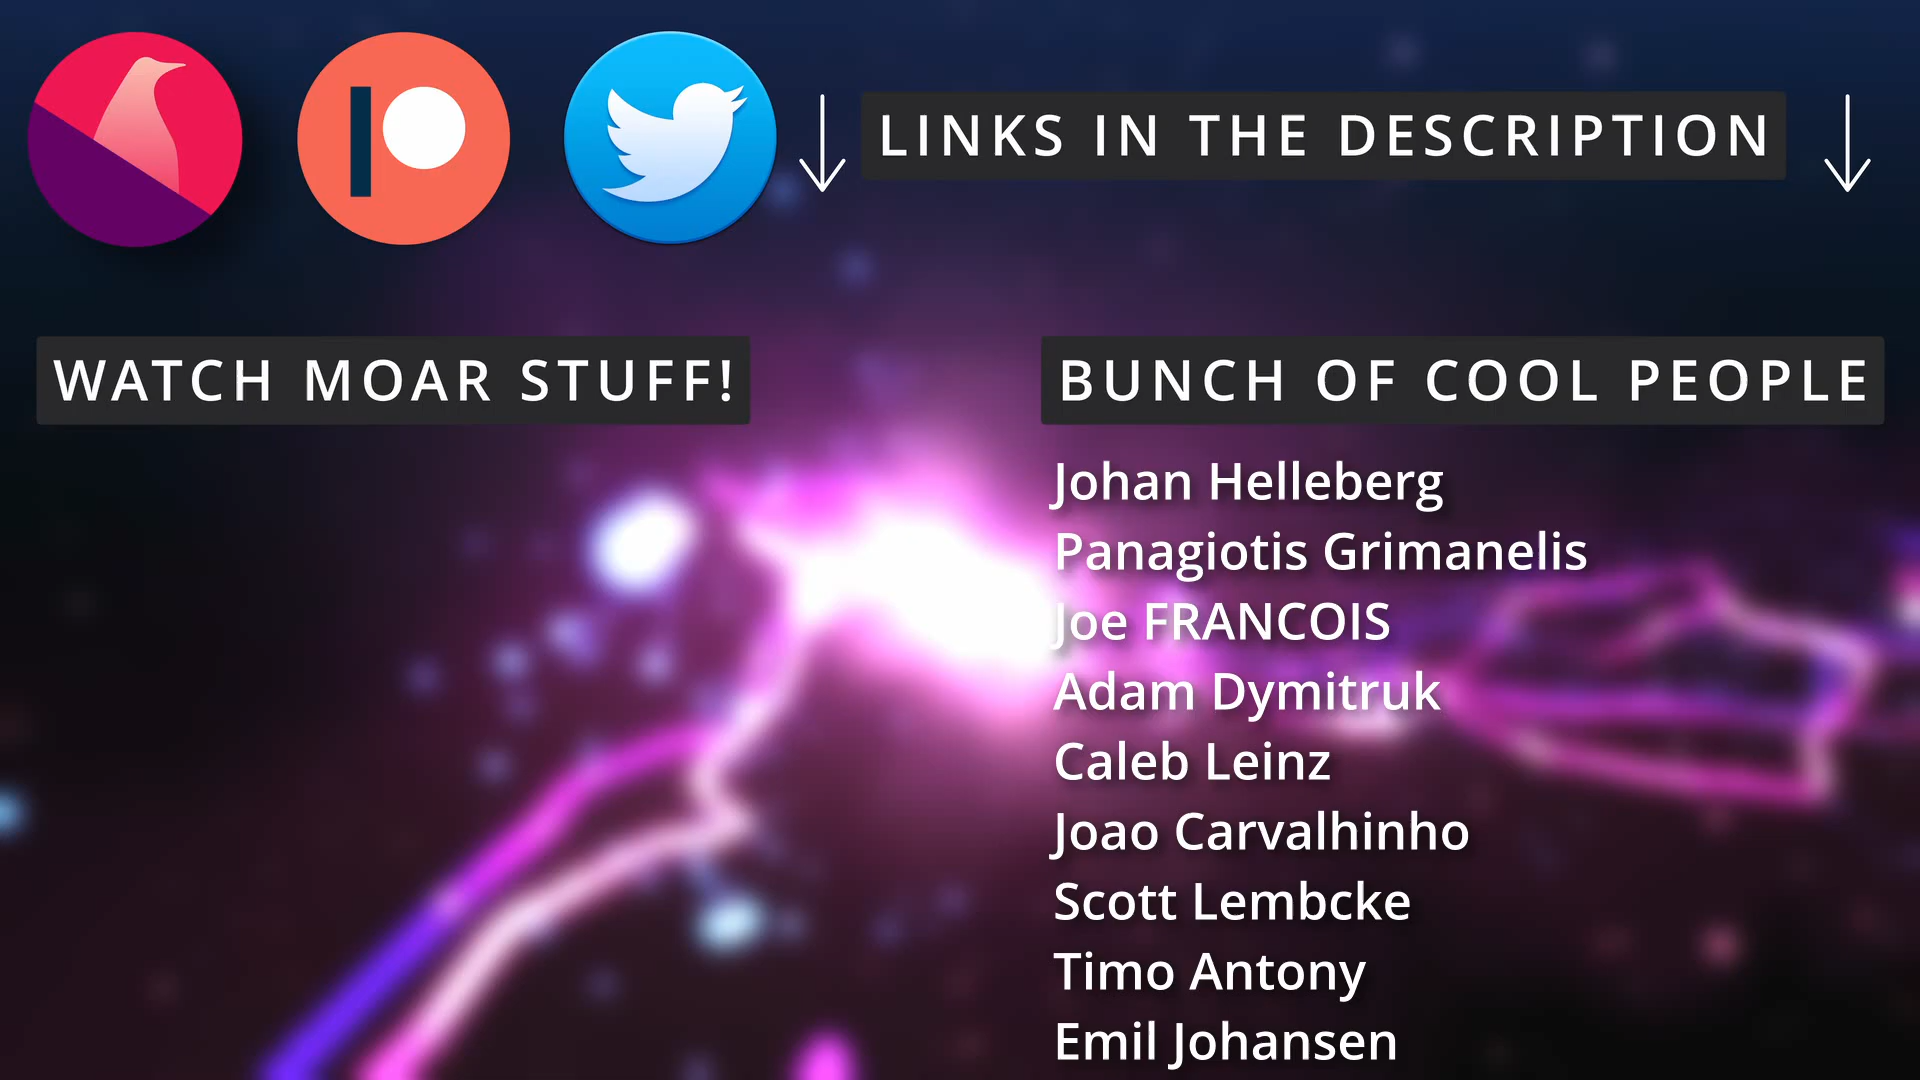 LINKS IN THE DESCRIPTION
WATCH MOAR STUFF!
BUNCH OF COOL PEOPLE
Johan Helleberg
Panagiotis Grimanelis
Joe FRANCOIS
Adam Dymitruk
Caleb Leinz
Joao Carvalhinho
Scott Lembcke
Timo Antony
Emil Johansen